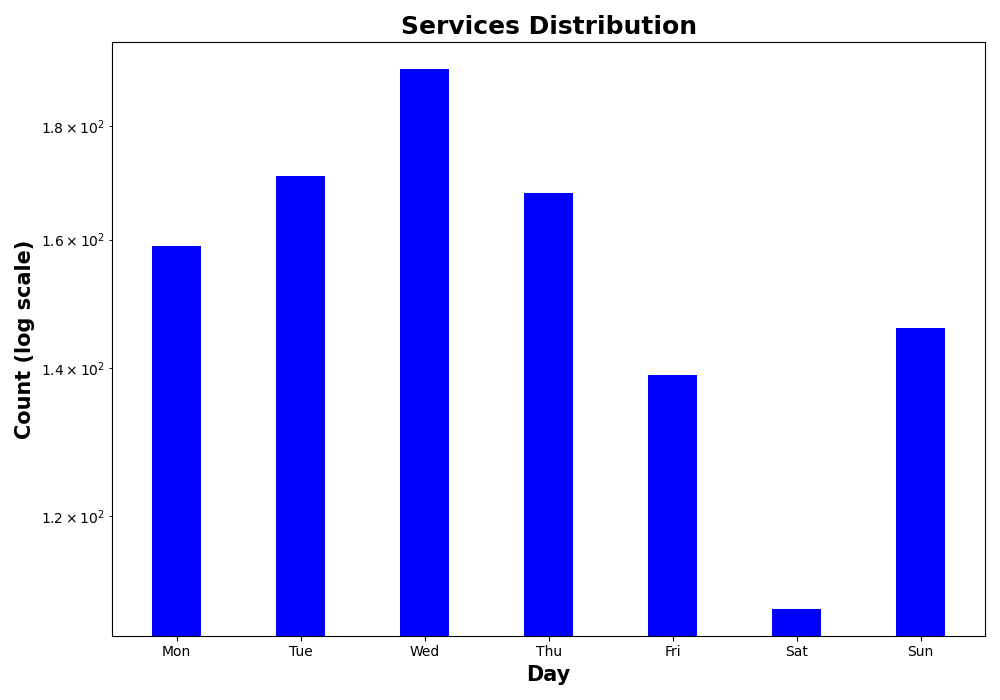 Services Distribution
Count (log scale)
1.8 × 10²
1.6 × 10²
1.4 × 10²
1.2 × 10²
Mon Tue Wed Thu Fri Sat Sun
Day